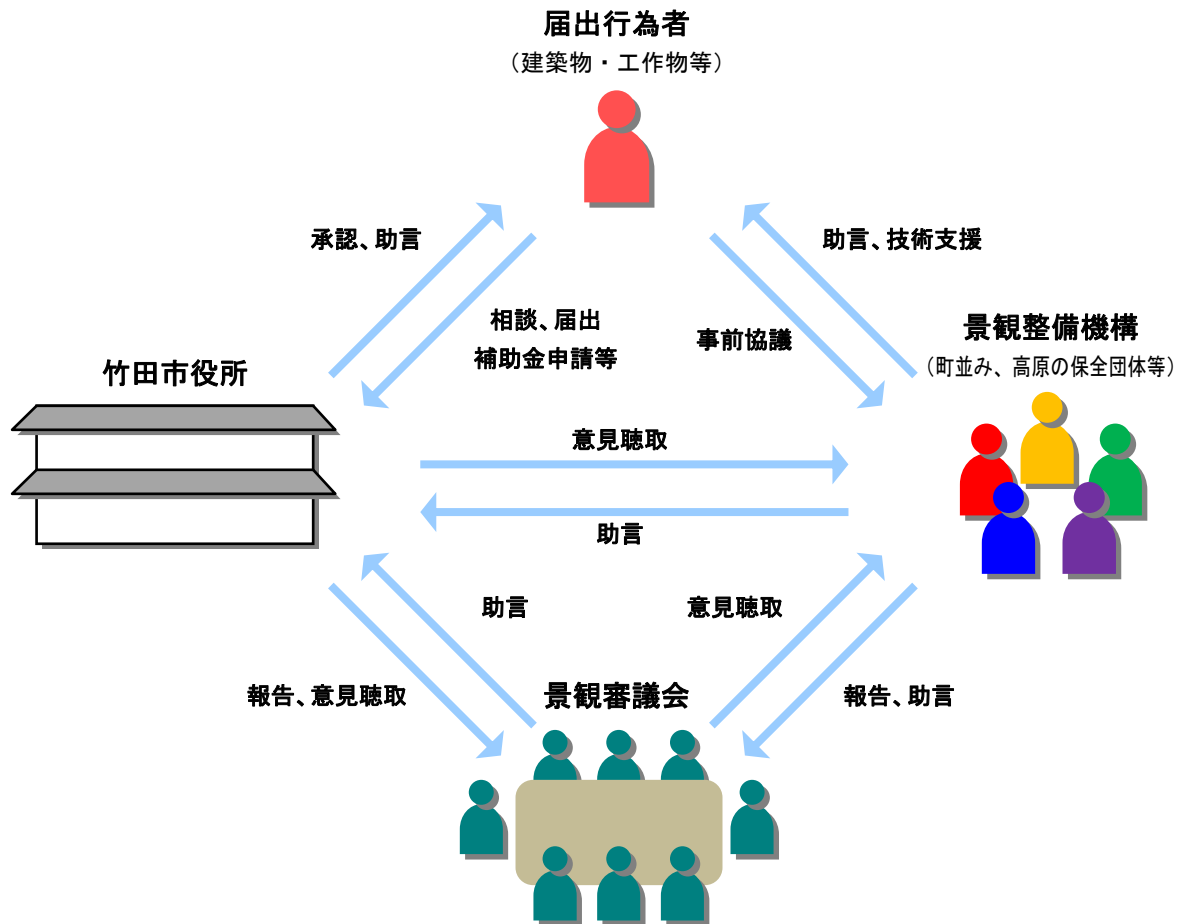 届出行為者
（建築物・工作物等）
承認、助言
助言、技術支援
相談、届出
補助金申請等
事前協議
景観整備機構
（町並み、高原の保全団体等）
竹田市役所
意見聴取
助言
助言
意見聴取
報告、意見聴取
景観審議会
報告、助言